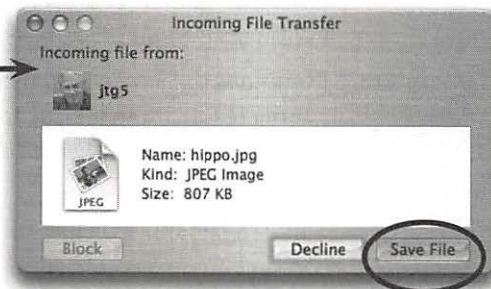 Incoming File Transfer
Incoming file from:
jtg5
Name: hippo.jpg
Kind: JPEG Image
Size: 807 KB
JPEG
Block
Decline
Save File